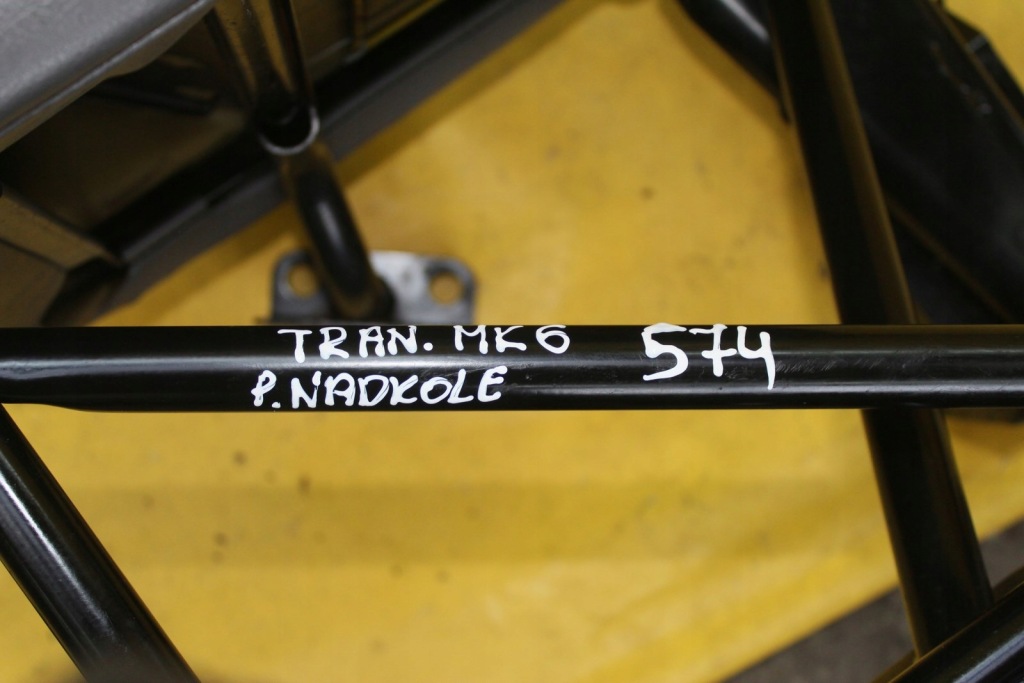 TRAN. MK6 574
P.NADKOLE